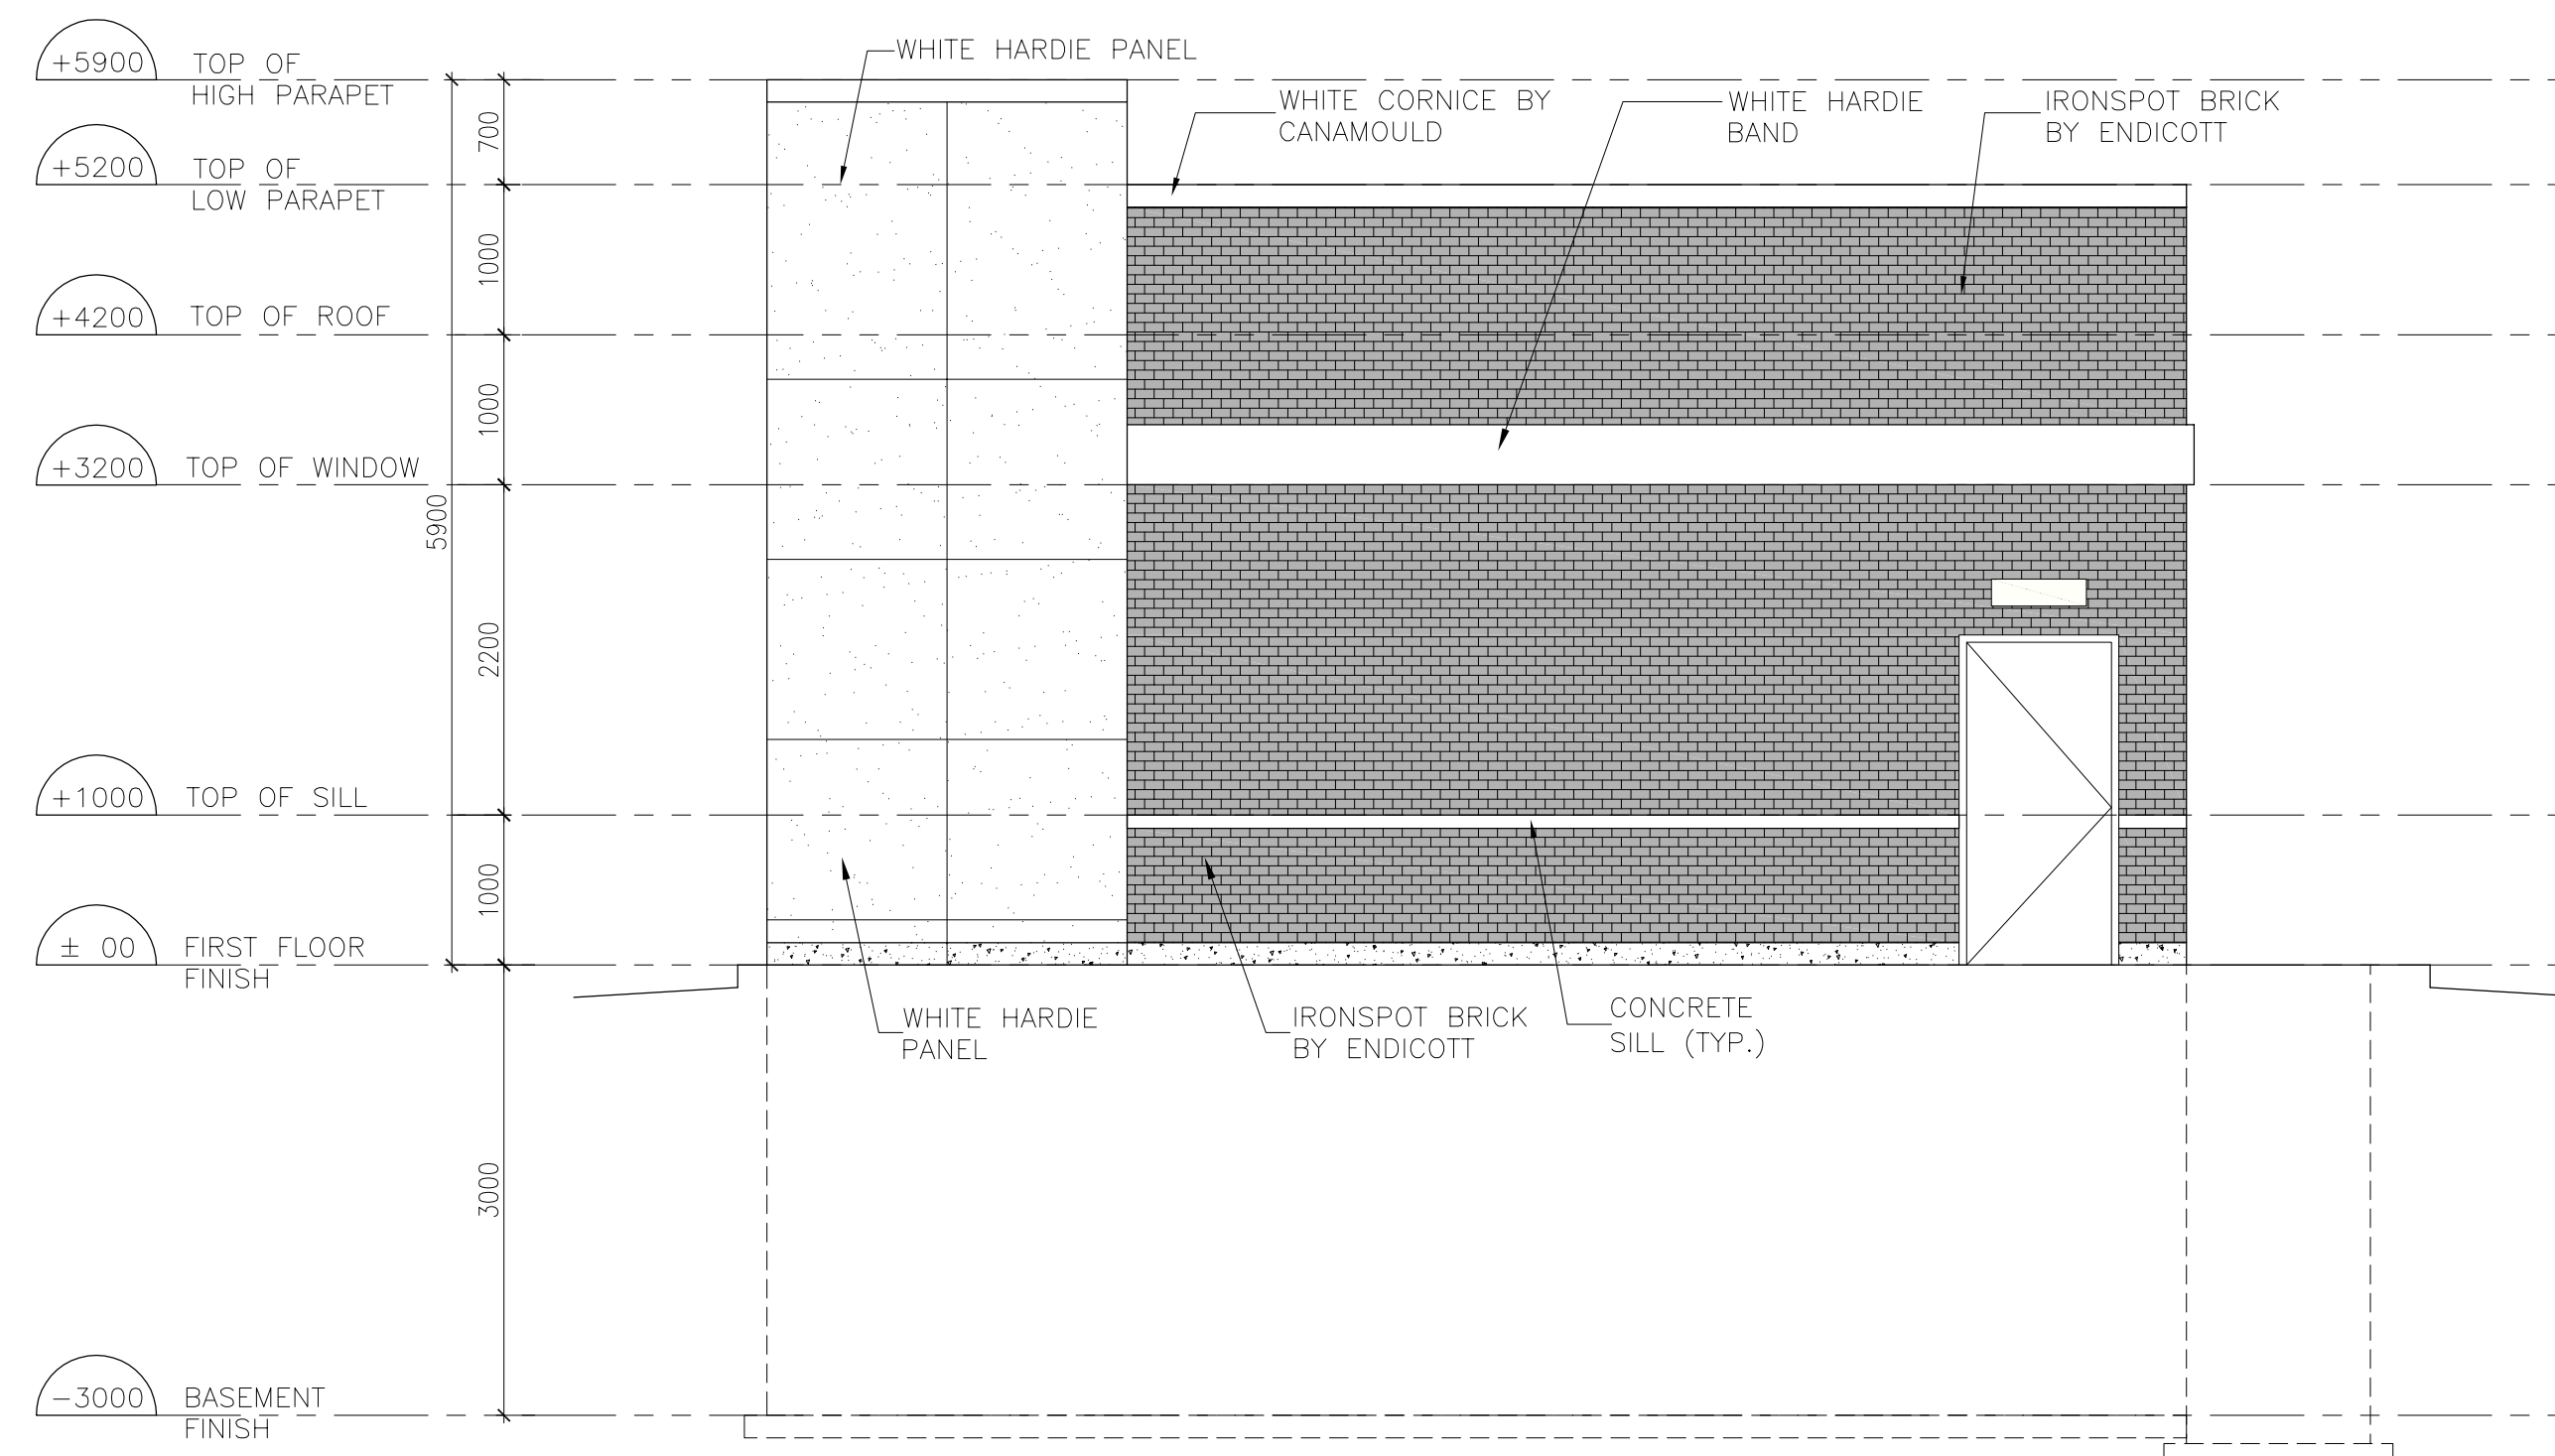 +5900 TOP OF
HIGH PARAPET
+5200 TOP OF
LOW PARAPET
+4200 TOP OF ROOF
+3200 TOP OF WINDOW
+1000 TOP OF SILL
± 00 FIRST FLOOR
FINISH
-3000 BASEMENT
FINISH
5900
700
1000
1000
2200
1000
3000
WHITE HARDIE PANEL
WHITE CORNICE BY
CANAMOULD
WHITE HARDIE
BAND
IRONSPOT BRICK
BY ENDICOTT
WHITE HARDIE
PANEL
IRONSPOT BRICK
BY ENDICOTT
CONCRETE
SILL (TYP.)